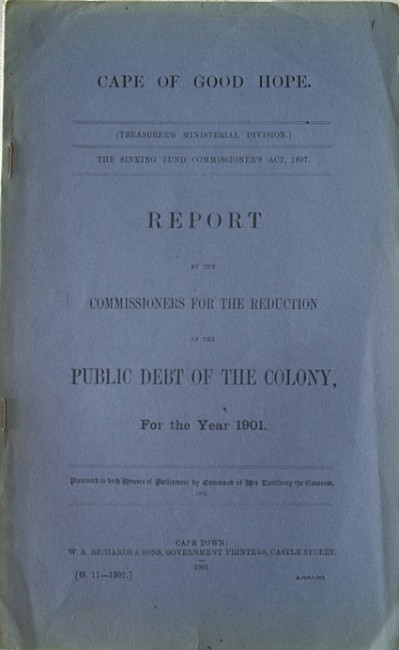 CAPE OF GOOD HOPE.
(TREASURER'S MINISTERIAL DIVISION.)
THE SINKING FUND COMMISSIONER'S ACT, 1897.
REPORT
BY THE
COMMISSIONERS FOR THE REDUCTION
OF THE
PUBLIC DEBT OF THE COLONY,
For the Year 1901.
Presented to both Houses of Parliament by Command of His Excellency the Governor.
1902.
CAPE TOWN:
W. A. RICHARDS & SONS, GOVERNMENT PRINTERS, CASTLE STREET.
[G. 11—1902.]